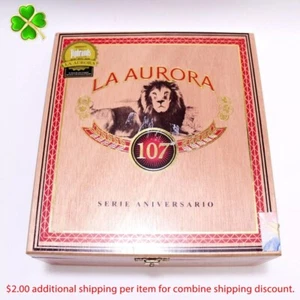 LA AURORA
107
SERIE ANIVERSARIO
$2.00 additional shipping per item for combine shipping discount.